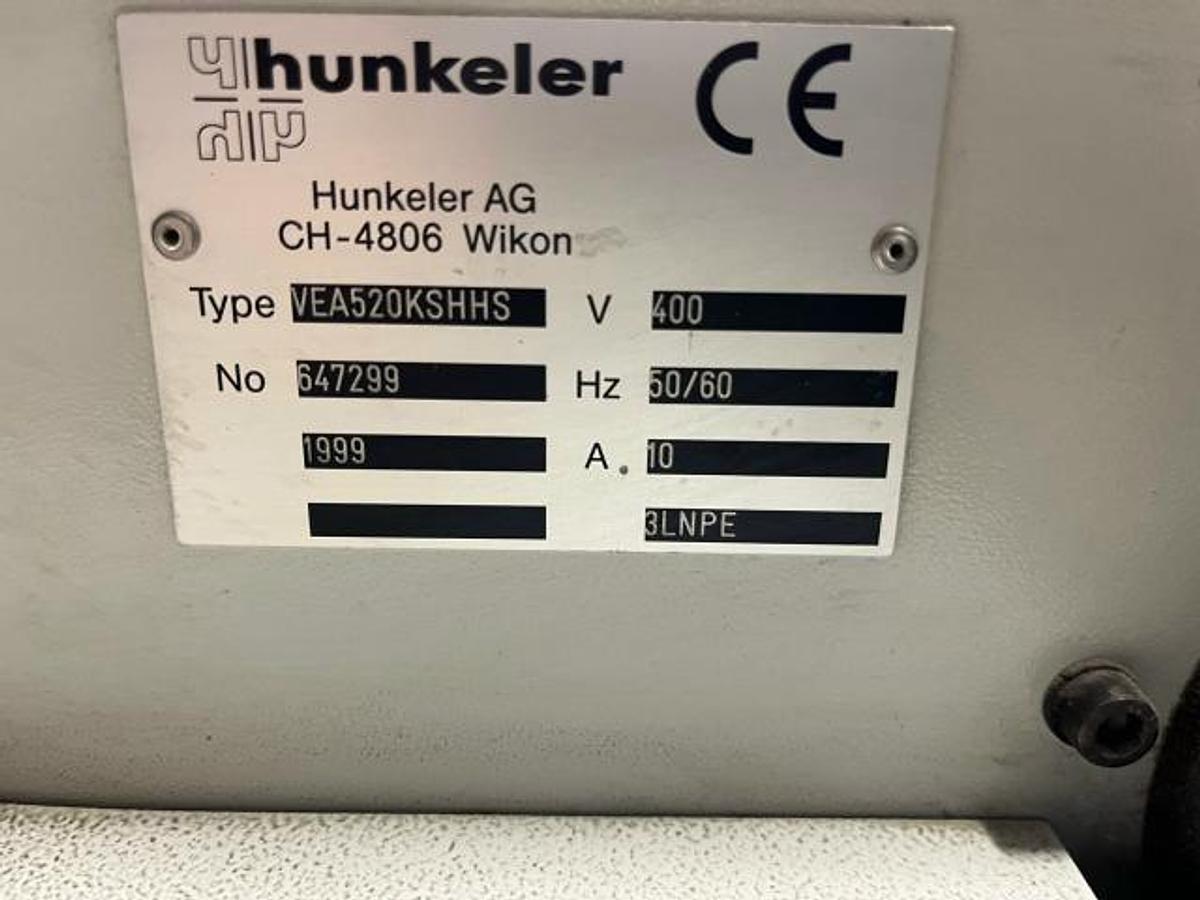 hunkeler CE
Hunkeler AG
CH-4806 Wikon
Type VEA520KSHHS V 400
No 647299 Hz 50/60
1999 A 10
3LNPE